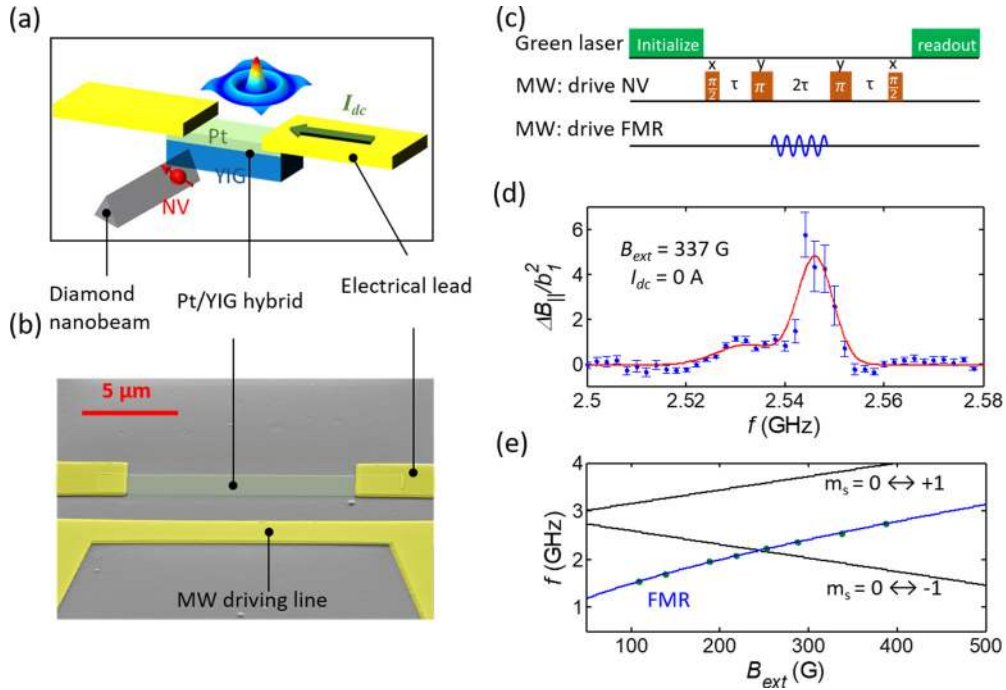 (a)
I_dc
Pt
YIG
NV
Diamond
nanobeam
Pt/YIG hybrid
Electrical lead
(b)
5 μm
MW driving line
(c)
Green laser
Initialize
readout
x y y x
MW: drive NV
π/2 τ π 2τ π τ π/2
MW: drive FMR
(d)
6
4
2
0
ΔB_||/b_1^2
B_ext = 337 G
I_dc = 0 A
2.5 2.52 2.54 2.56 2.58
f (GHz)
(e)
4
3
2
1
f (GHz)
m_s = 0 ↔ +1
m_s = 0 ↔ -1
FMR
100 200 300 400 500
B_ext (G)